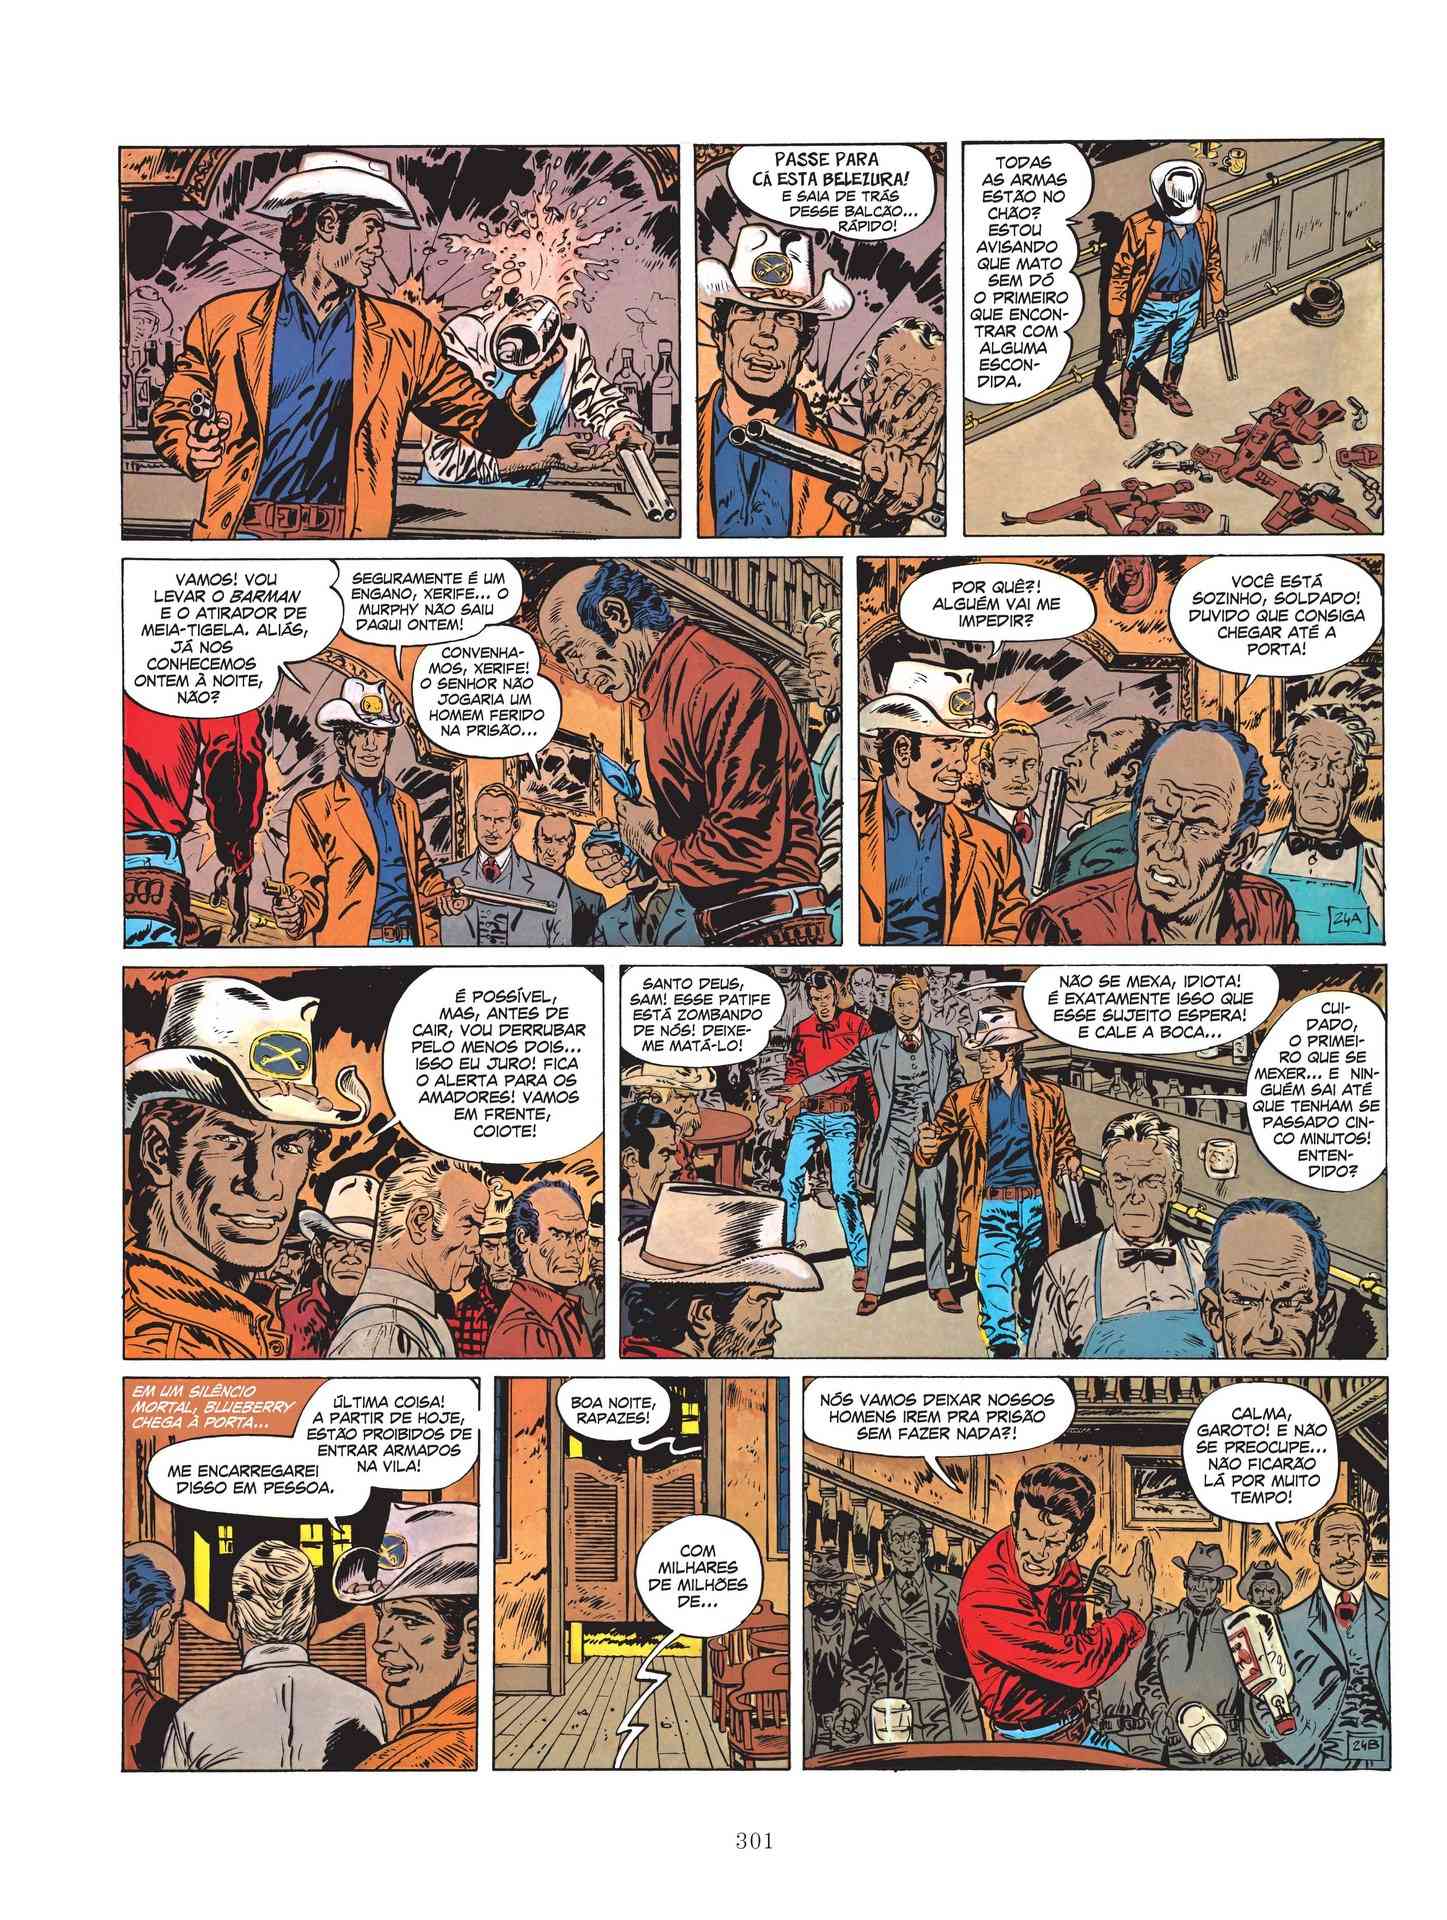 PASSE PARA
CÁ ESTA BELEZURA!
E SAIA DE TRÁS
DESSE BALCÃO...
RÁPIDO!
TODAS
AS ARMAS
ESTÃO NO
CHÃO?
ESTOU
AVISANDO
QUE MATO
SEM DÓ
O PRIMEIRO
QUE ENCON-
TRAR COM
ALGUMA
ESCON-
DIDA.
VAMOS! VOU
LEVAR O BARMAN
E O ATIRADOR DE
MEIA-TIGELA. ALIÁS,
JÁ NOS
CONHECEMOS
ONTEM À NOITE,
NÃO?
SEGURAMENTE É UM
ENGANO, XERIFE... O
MURPHY NÃO SAIU
DAQUI ONTEM!
CONVENHA-
MOS, XERIFE!
O SENHOR NÃO
JOGARIA UM
HOMEM FERIDO
NA PRISÃO...
POR QUÊ?!
ALGUÉM VAI ME
IMPEDIR?
VOCÊ ESTÁ
SOZINHO, SOLDADO!
DUVIDO QUE CONSIGA
CHEGAR ATÉ A
PORTA!
24A
É POSSÍVEL,
MAS, ANTES DE
CAIR, VOU DERRUBAR
PELO MENOS DOIS...
ISSO EU JURO! FICA
O ALERTA PARA OS
AMADORES! VAMOS
EM FRENTE,
COIOTE!
SANTO DEUS,
SAM! ESSE PATIFE
ESTÁ ZOMBANDO
DE NÓS! DEIXE-
ME MATÁ-LO!
NÃO SE MEXA, IDIOTA!
É EXATAMENTE ISSO QUE
ESSE SUJEITO ESPERA!
E CALE A BOCA...
CUI-
DADO,
O PRIMEI-
RO QUE SE
MEXER... E NIN-
GUÉM SAI ATÉ
QUE TENHAM SE
PASSADO CIN-
CO MINUTOS!
ENTEN-
DIDO?
EM UM SILÊNCIO
MORTAL, BLUEBERRY
CHEGA À PORTA...
ÚLTIMA COISA!
A PARTIR DE HOJE,
ESTÃO PROIBIDOS DE
ENTRAR ARMADOS
NA VILA!
ME ENCARREGAREI
DISSO EM PESSOA.
BOA NOITE,
RAPAZES!
COM
MILHARES
DE MILHÕES
DE...
NÓS VAMOS DEIXAR NOSSOS
HOMENS IREM PRA PRISÃO
SEM FAZER NADA?!
CALMA,
GAROTO! E NÃO
SE PREOCUPE...
NÃO FICARÃO
LÁ POR MUITO
TEMPO!
24B
301